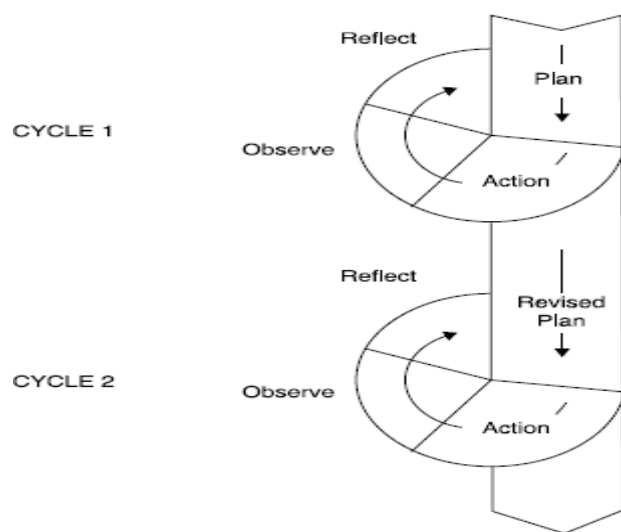 Reflect
Plan
CYCLE 1
Observe
Action
Reflect
Revised
Plan
CYCLE 2
Observe
Action